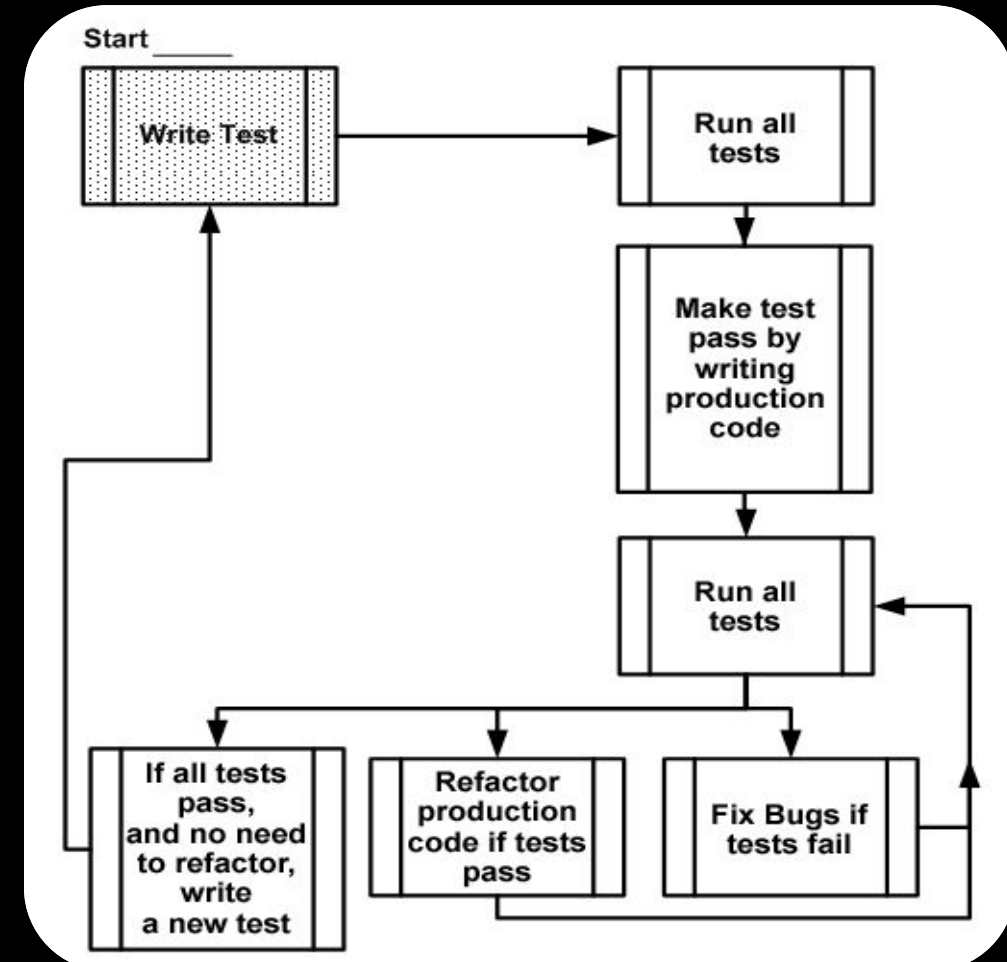 Start
Write Test
Run all
tests
Make test
pass by
writing
production
code
Run all
tests
If all tests
pass,
and no need
to refactor,
write
a new test
Refactor
production
code if tests
pass
Fix Bugs if
tests fail